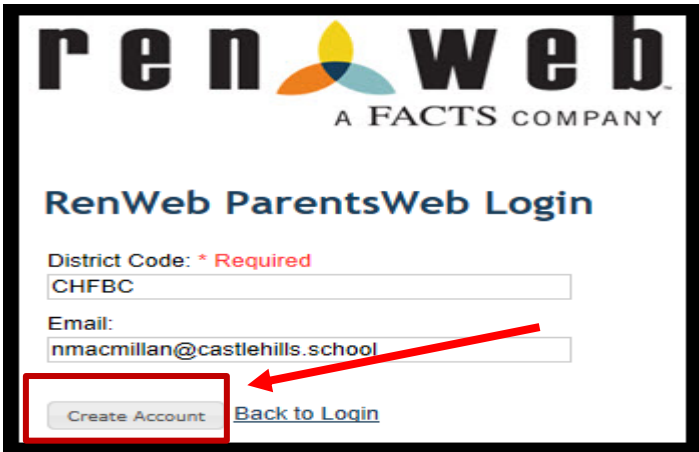 ren web
A FACTS COMPANY
RenWeb ParentsWeb Login
District Code: * Required
CHFBC
Email:
nmacmillan@castlehills.school
Create Account Back to Login